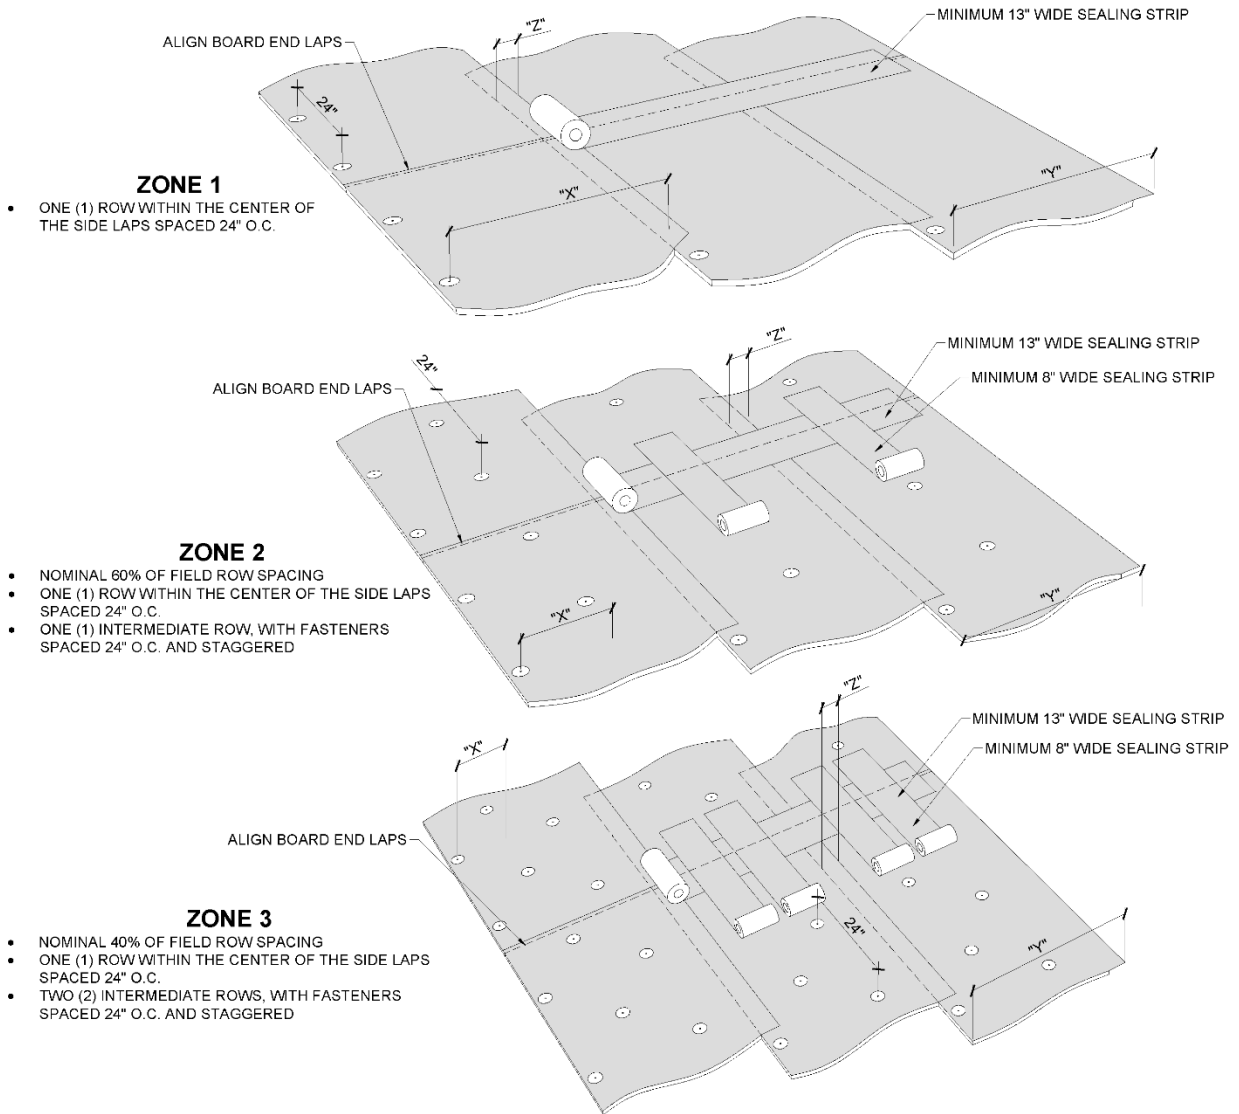 "Z"
MINIMUM 13" WIDE SEALING STRIP
ALIGN BOARD END LAPS
24"
ZONE 1
• ONE (1) ROW WITHIN THE CENTER OF
THE SIDE LAPS SPACED 24" O.C.
"X"
"Y"
"Z"
MINIMUM 13" WIDE SEALING STRIP
24"
MINIMUM 8" WIDE SEALING STRIP
ALIGN BOARD END LAPS
ZONE 2
• NOMINAL 60% OF FIELD ROW SPACING
• ONE (1) ROW WITHIN THE CENTER OF THE SIDE LAPS
SPACED 24" O.C.
• ONE (1) INTERMEDIATE ROW, WITH FASTENERS
SPACED 24" O.C. AND STAGGERED
"X"
"Y"
"Z"
MINIMUM 13" WIDE SEALING STRIP
"X"
MINIMUM 8" WIDE SEALING STRIP
ALIGN BOARD END LAPS
ZONE 3
• NOMINAL 40% OF FIELD ROW SPACING
• ONE (1) ROW WITHIN THE CENTER OF THE SIDE LAPS
SPACED 24" O.C.
• TWO (2) INTERMEDIATE ROWS, WITH FASTENERS
SPACED 24" O.C. AND STAGGERED
24"
"Y"